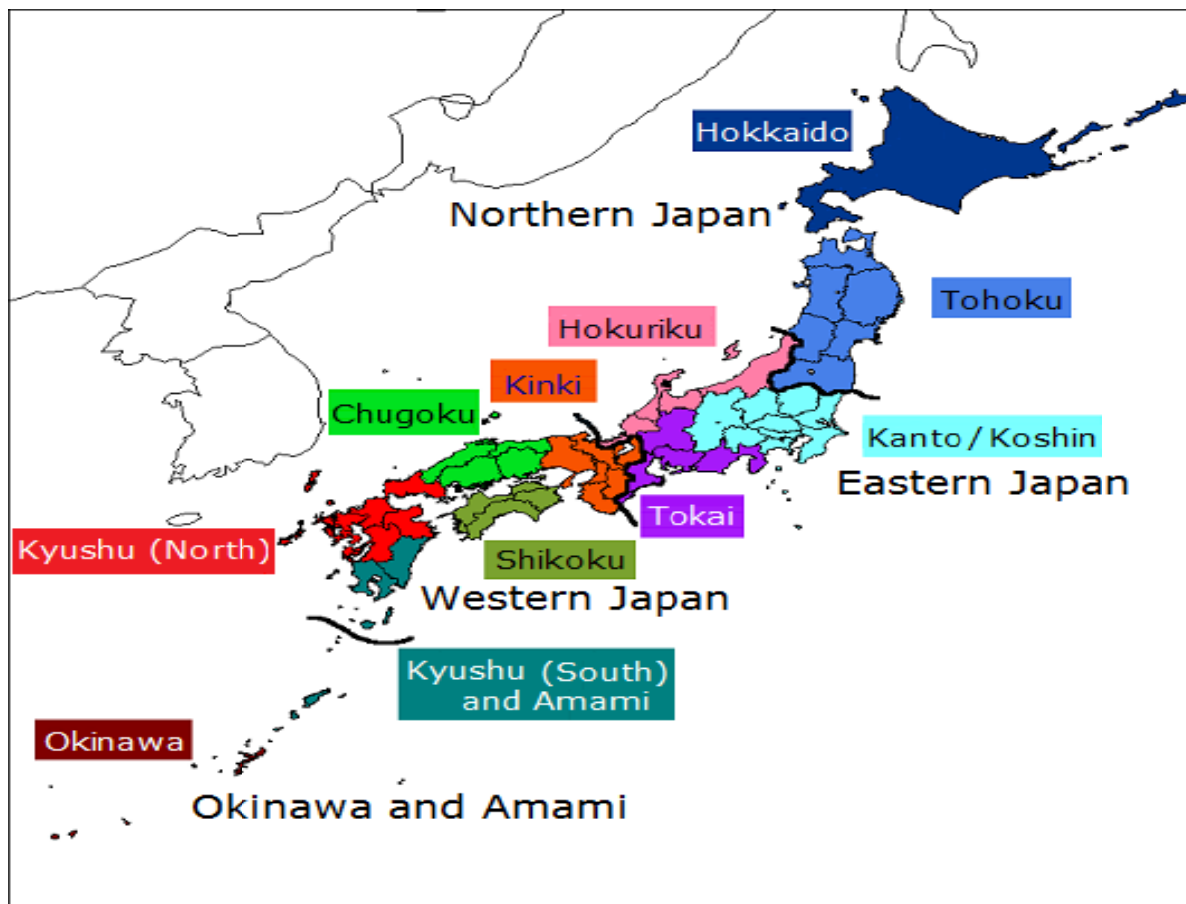 Hokkaido
Northern Japan
Tohoku
Hokuriku
Kinki
Chugoku
Kanto / Koshin
Eastern Japan
Tokai
Kyushu (North)
Shikoku
Western Japan
Kyushu (South)
and Amami
Okinawa
Okinawa and Amami